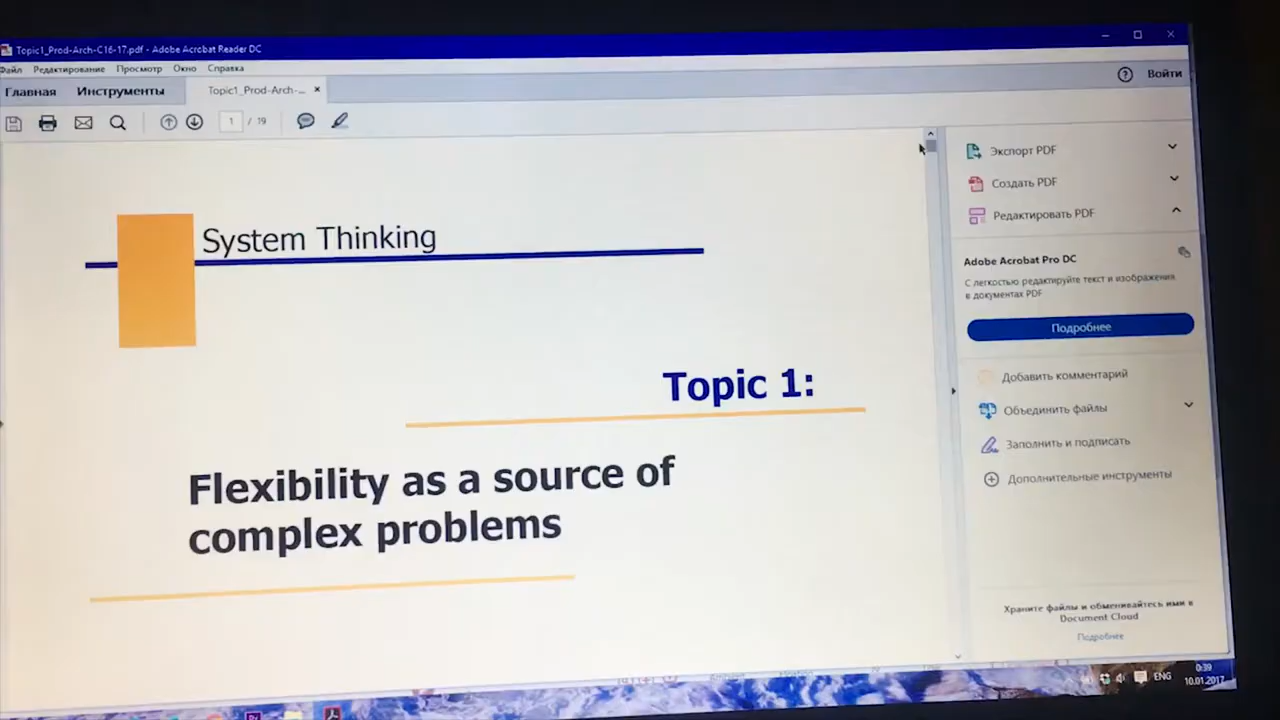 Topic1_Prod-Arch-C16-17.pdf - Adobe Acrobat Reader DC
Файл Редактирование Просмотр Окно Справка
Главная Инструменты Topic1_Prod-Arch-... Войти
1 / 19
System Thinking
Topic 1:
Flexibility as a source of
complex problems
Экспорт PDF
Создать PDF
Редактировать PDF
Adobe Acrobat Pro DC
С легкостью редактируйте текст и изображения
в документах PDF
Подробнее
Добавить комментарий
Объединить файлы
Заполнить и подписать
Дополнительные инструменты
Храните файлы и обменивайтесь ими в
Document Cloud
Подробнее
ENG
0:39
10.01.2017